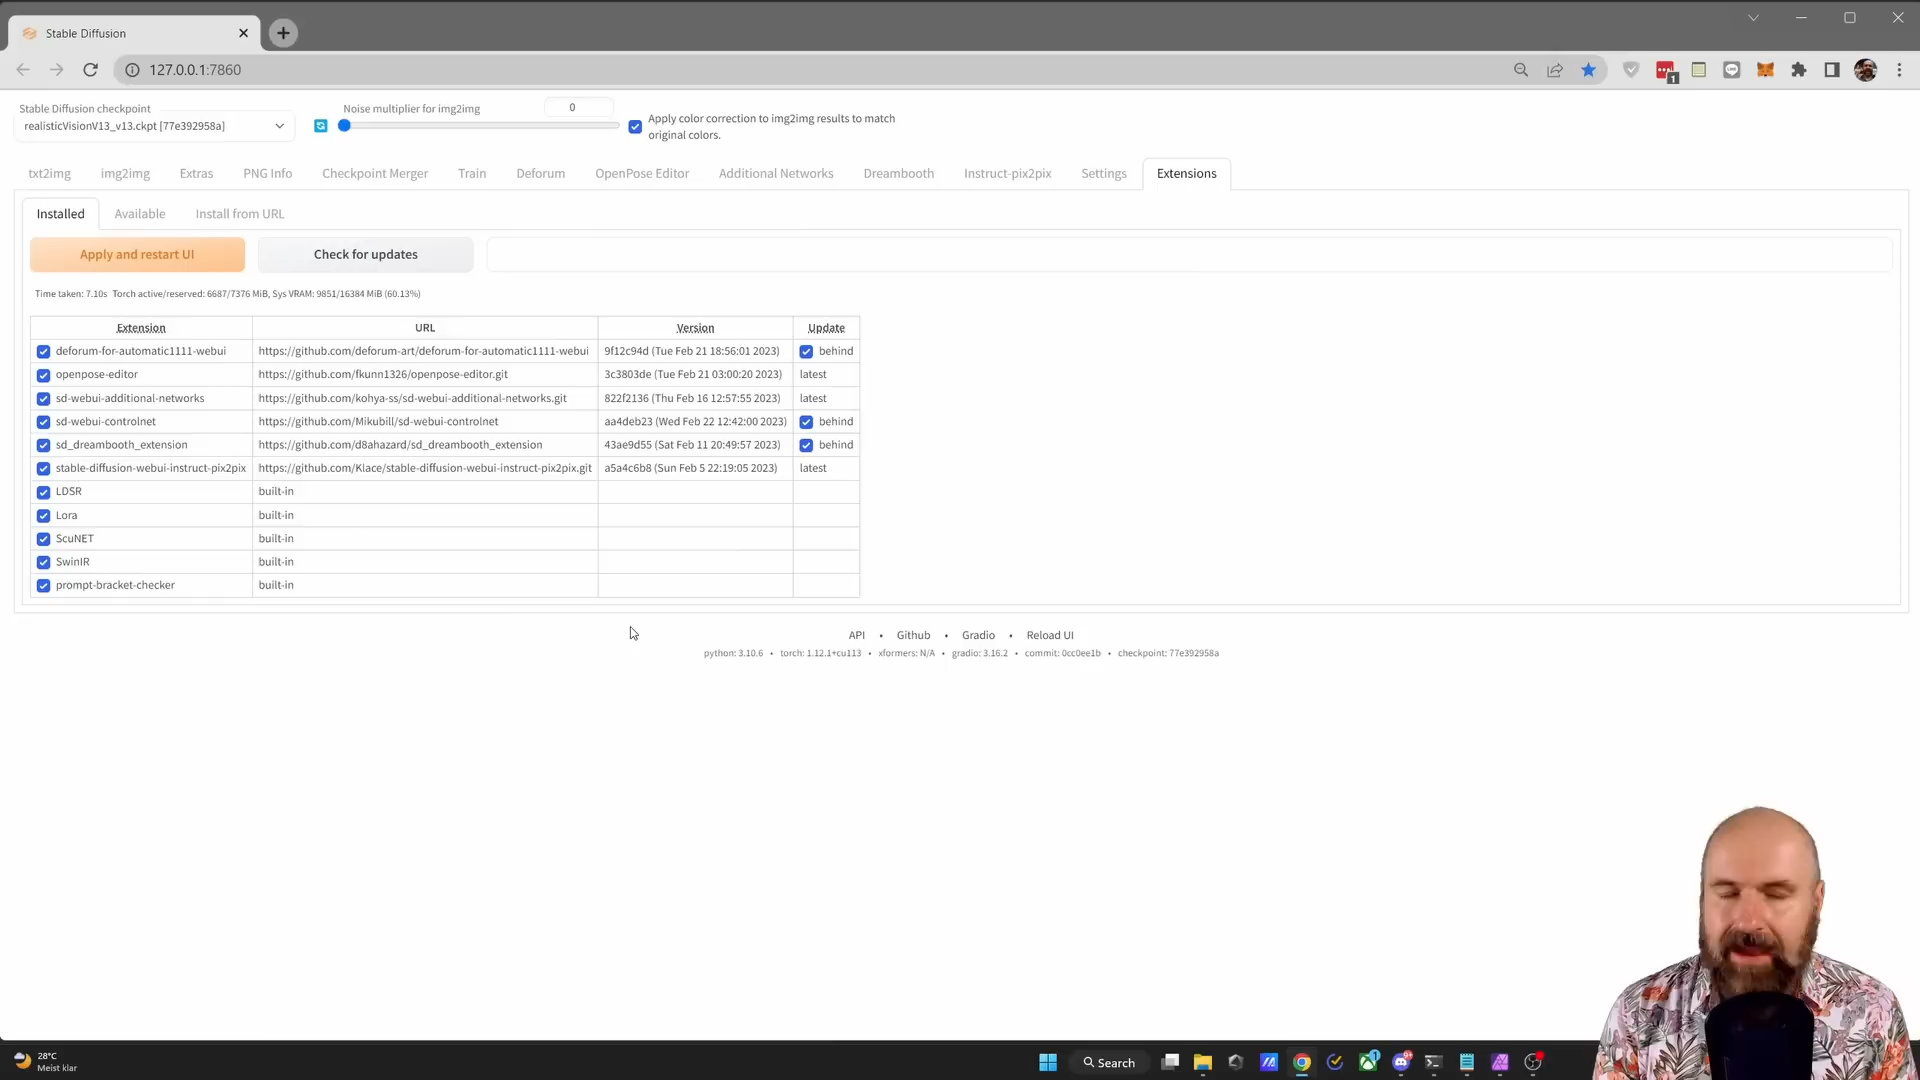 Stable Diffusion
127.0.0.1:7860
Stable Diffusion checkpoint
realisticVisionV13_v13.ckpt [77e392958a]
Noise multiplier for img2img
0
Apply color correction to img2img results to match
original colors.
txt2img img2img Extras PNG Info Checkpoint Merger Train Deforum OpenPose Editor Additional Networks Dreambooth Instruct-pix2pix Settings Extensions
Installed Available Install from URL
Apply and restart UI Check for updates
Time taken: 7.10s Torch active/reserved: 6687/7376 MiB, Sys VRAM: 9851/16384 MiB (60.13%)
Extension URL Version Update
deforum-for-automatic1111-webui https://github.com/deforum-art/deforum-for-automatic1111-webui 9f12c94d (Tue Feb 21 18:56:01 2023) behind
openpose-editor https://github.com/fkunn1326/openpose-editor.git 3c3803de (Tue Feb 21 03:00:20 2023) latest
sd-webui-additional-networks https://github.com/kohya-ss/sd-webui-additional-networks.git 822f2136 (Thu Feb 16 12:57:55 2023) latest
sd-webui-controlnet https://github.com/Mikubill/sd-webui-controlnet aa4deb23 (Wed Feb 22 12:42:00 2023) behind
sd_dreambooth_extension https://github.com/d8ahazard/sd_dreambooth_extension 43ae9d55 (Sat Feb 11 20:49:57 2023) behind
stable-diffusion-webui-instruct-pix2pix https://github.com/Klace/stable-diffusion-webui-instruct-pix2pix.git a5a4c6b8 (Sun Feb 5 22:19:05 2023) latest
LDSR built-in
Lora built-in
ScuNET built-in
SwinIR built-in
prompt-bracket-checker built-in
API • Github • Gradio • Reload UI
python: 3.10.6 • torch: 1.12.1+cu113 • xformers: N/A • gradio: 3.16.2 • commit: 0cc0ee1b • checkpoint: 77e392958a
28°C
Meist klar
Search